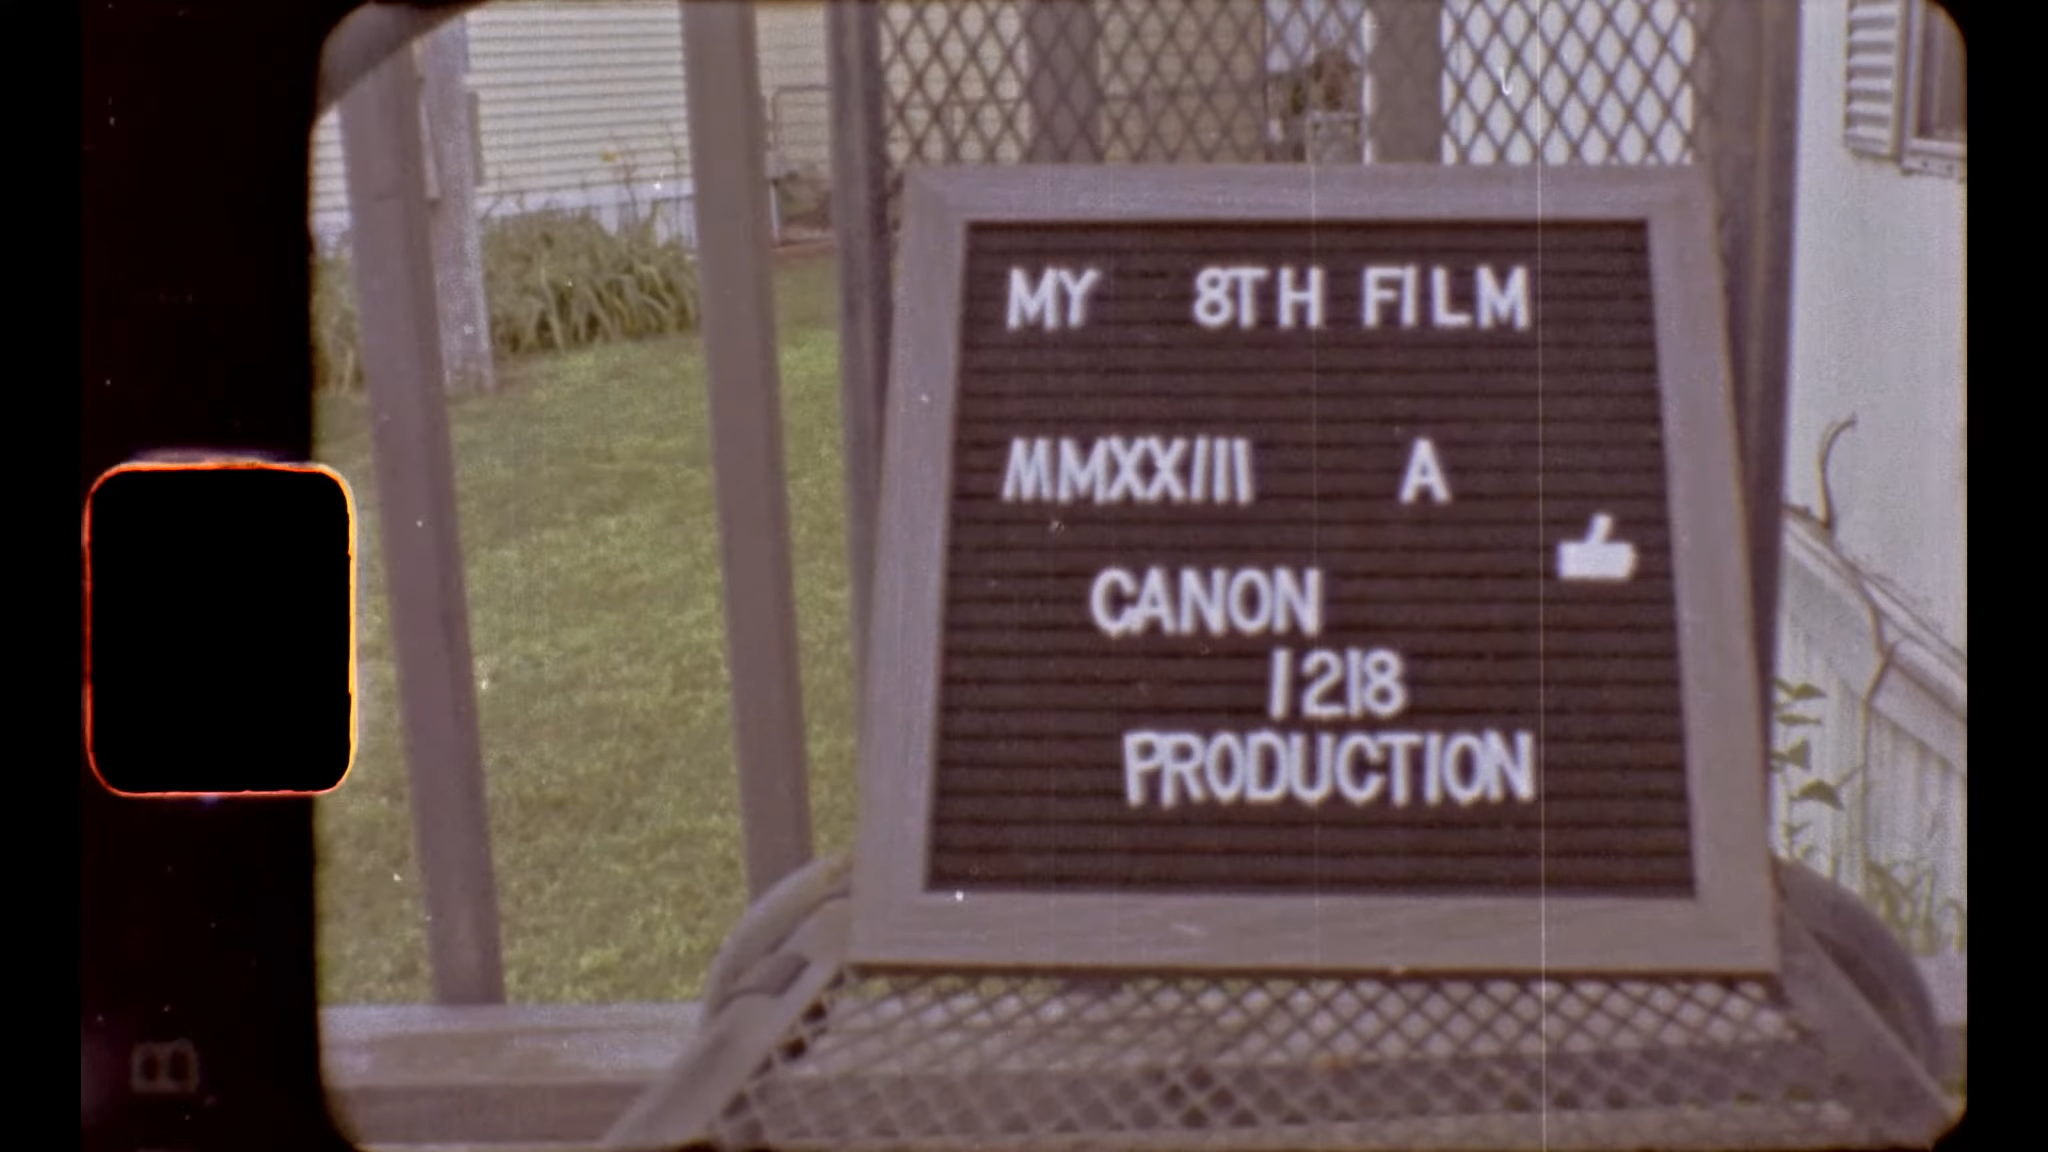 MY 8TH FILM
MMXXIII A
CANON
1218
PRODUCTION